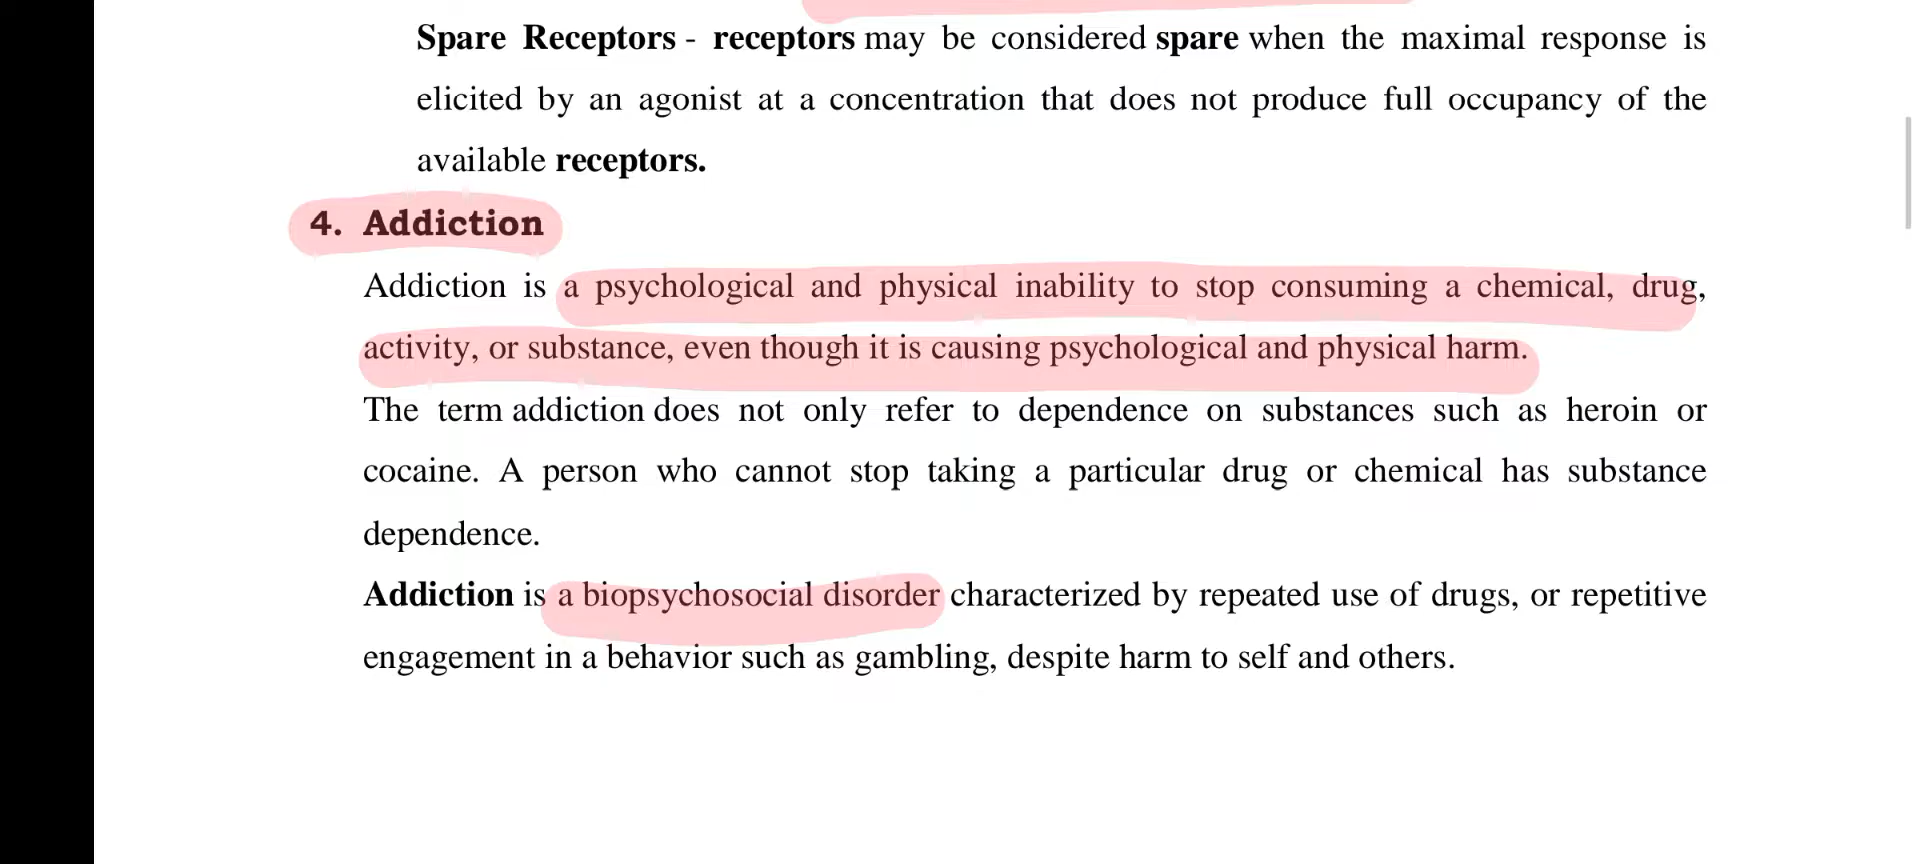 Spare Receptors - receptors may be considered spare when the maximal response is
elicited by an agonist at a concentration that does not produce full occupancy of the
available receptors.
4. Addiction
Addiction is a psychological and physical inability to stop consuming a chemical, drug,
activity, or substance, even though it is causing psychological and physical harm.
The term addiction does not only refer to dependence on substances such as heroin or
cocaine. A person who cannot stop taking a particular drug or chemical has substance
dependence.
Addiction is a biopsychosocial disorder characterized by repeated use of drugs, or repetitive
engagement in a behavior such as gambling, despite harm to self and others.